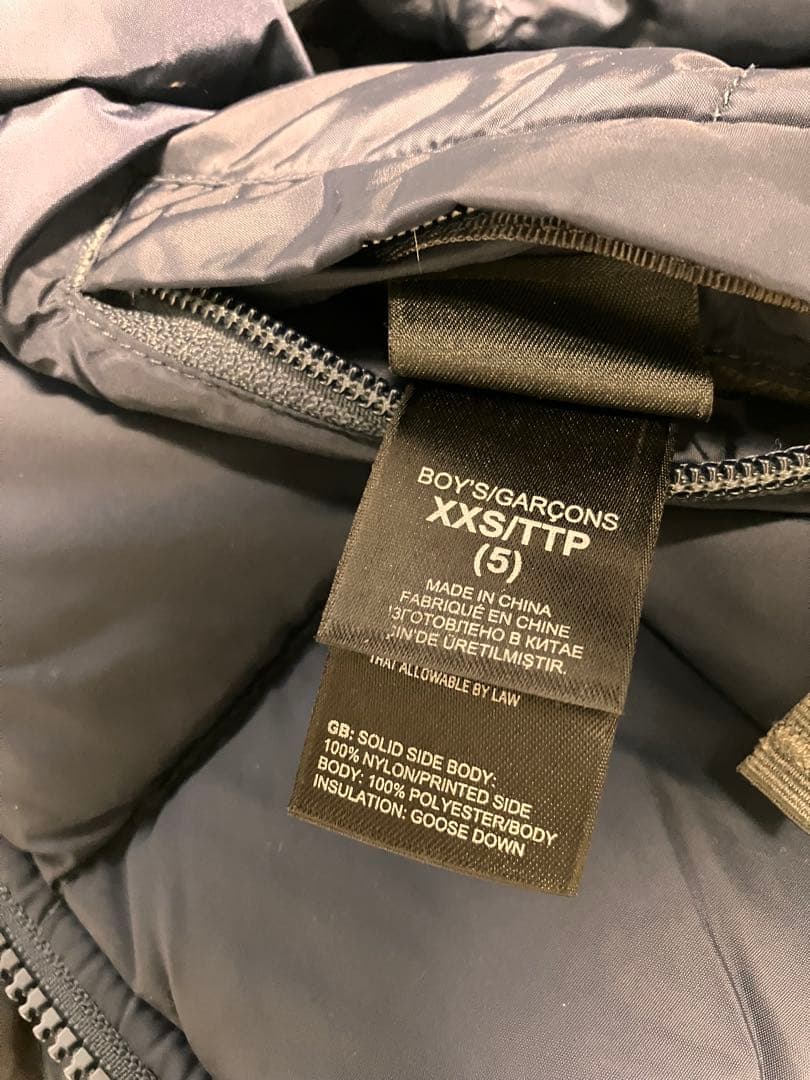 BOY'S/GARÇONS
XXS/TTP
(5)
MADE IN CHINA
FABRIQUÉ EN CHINE
ИЗГОТОВЛЕНО В КИТАЕ
ÇIN'DE ÜRETILMIŞTIR.
THAT ALLOWABLE BY LAW
GB: SOLID SIDE BODY:
100% NYLON/PRINTED SIDE
BODY: 100% POLYESTER/BODY
INSULATION: GOOSE DOWN